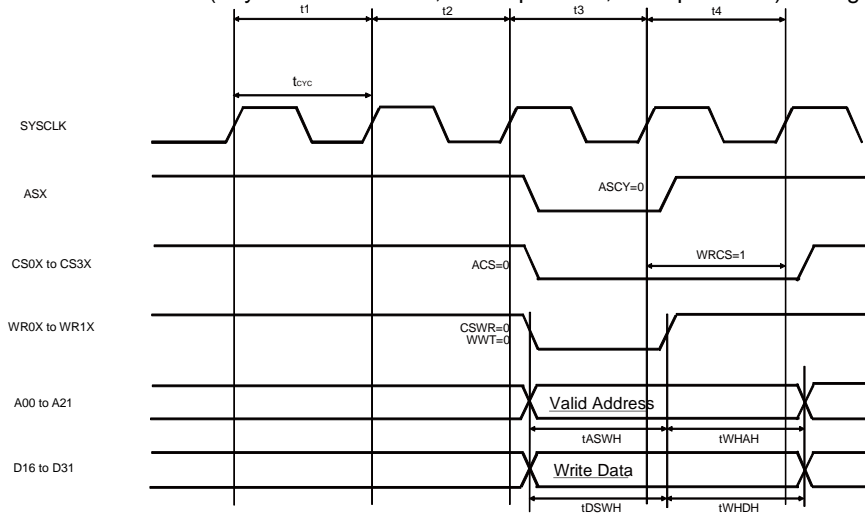 t1 t2 t3 t4
tCYC
SYSCLK
ASX ASCY=0
CS0X to CS3X ACS=0 WRCS=1
WR0X to WR1X CSWR=0
WWT=0
A00 to A21 Valid Address
tASWH tWHAH
D16 to D31 Write Data
tDSWH tWHDH